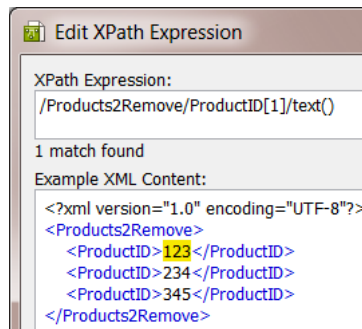 Edit XPath Expression
XPath Expression:
/Products2Remove/ProductID[1]/text()
1 match found
Example XML Content:
<?xml version="1.0" encoding="UTF-8"?>
<Products2Remove>
<ProductID>123</ProductID>
<ProductID>234</ProductID>
<ProductID>345</ProductID>
</Products2Remove>